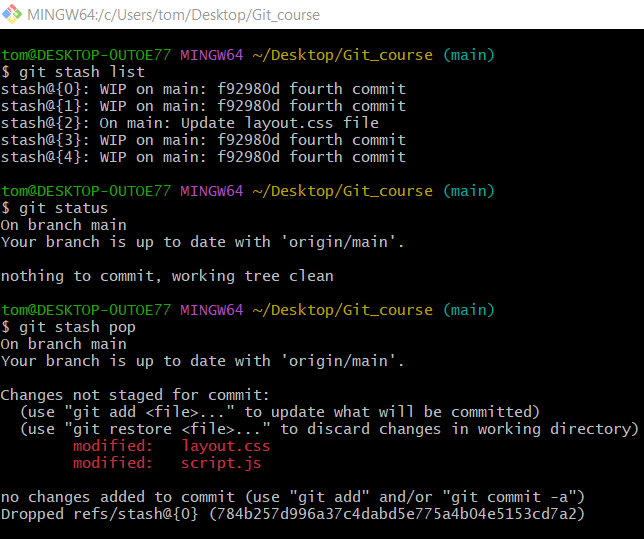 MINGW64:/c/Users/tom/Desktop/Git_course
tom@DESKTOP-OUTOE77 MINGW64 ~/Desktop/Git_course (main)
$ git stash list
stash@{0}: WIP on main: f92980d fourth commit
stash@{1}: WIP on main: f92980d fourth commit
stash@{2}: On main: Update layout.css file
stash@{3}: WIP on main: f92980d fourth commit
stash@{4}: WIP on main: f92980d fourth commit
tom@DESKTOP-OUTOE77 MINGW64 ~/Desktop/Git_course (main)
$ git status
On branch main
Your branch is up to date with 'origin/main'.
nothing to commit, working tree clean
tom@DESKTOP-OUTOE77 MINGW64 ~/Desktop/Git_course (main)
$ git stash pop
On branch main
Your branch is up to date with 'origin/main'.
Changes not staged for commit:
  (use "git add <file>..." to update what will be committed)
  (use "git restore <file>..." to discard changes in working directory)
        modified:   layout.css
        modified:   script.js
no changes added to commit (use "git add" and/or "git commit -a")
Dropped refs/stash@{0} (784b257d996a37c4dabd5e775a4b04e5153cd7a2)